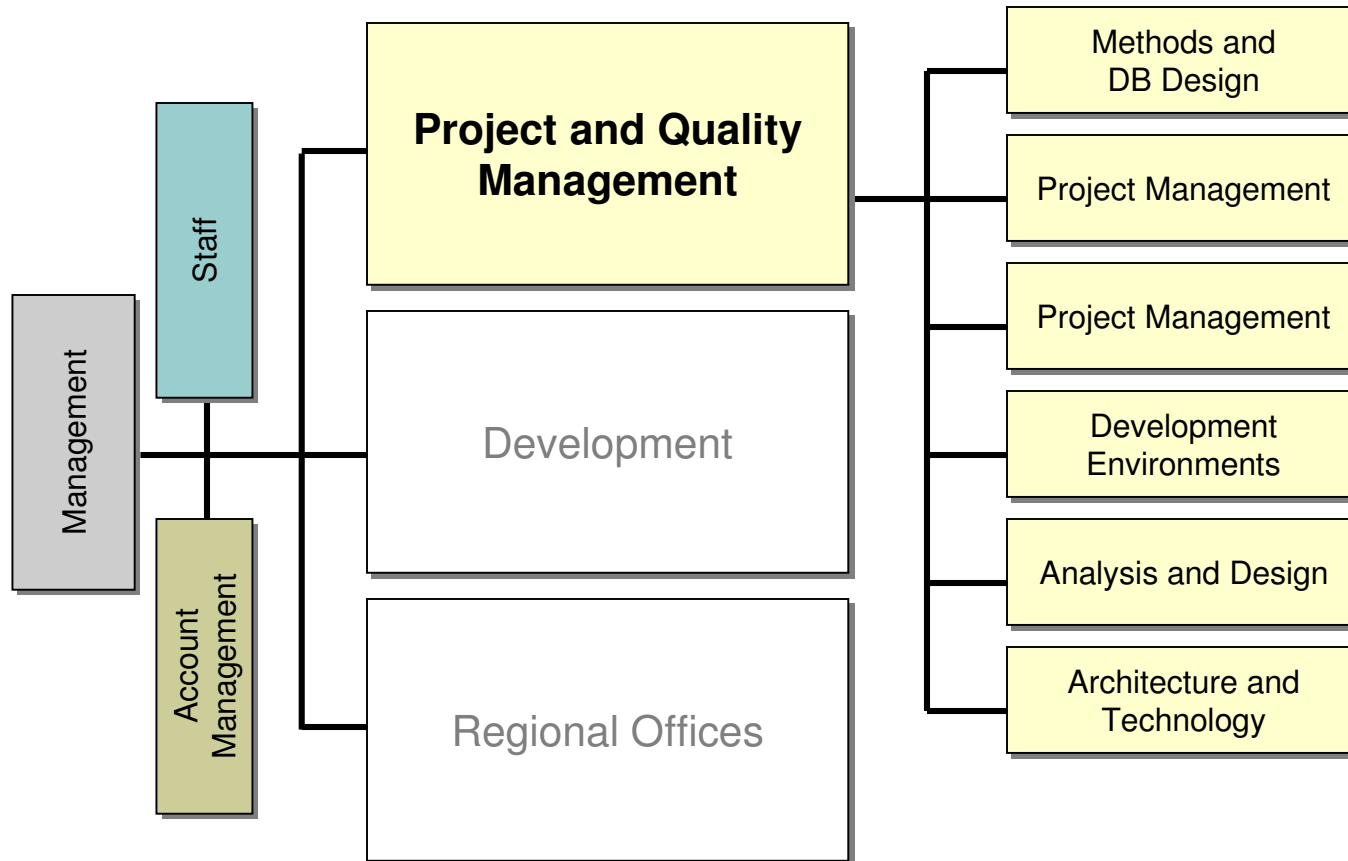 Management
Staff
Account
Management
Project and Quality
Management
Development
Regional Offices
Methods and
DB Design
Project Management
Project Management
Development
Environments
Analysis and Design
Architecture and
Technology